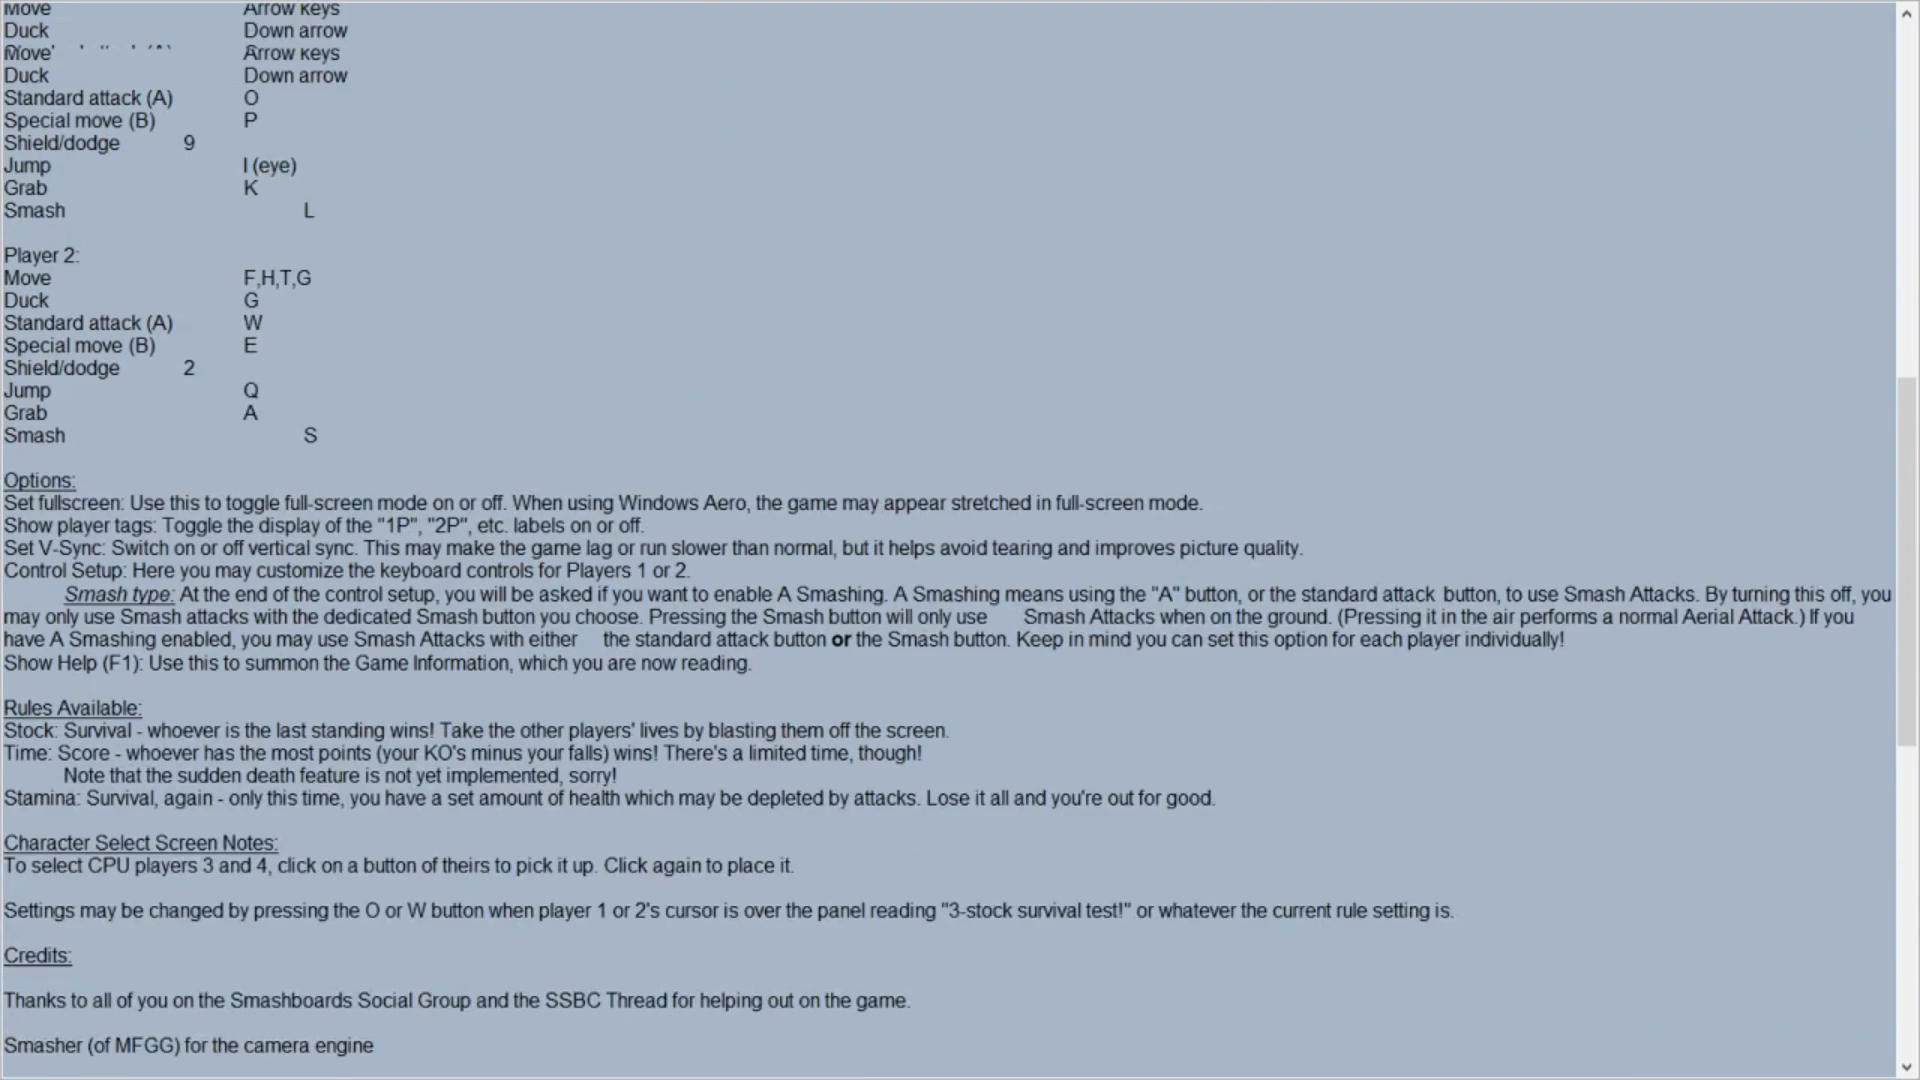 Move Arrow keys
Duck Down arrow
Move Arrow keys
Duck Down arrow
Standard attack (A) O
Special move (B) P
Shield/dodge 9
Jump I (eye)
Grab K
Smash L
Player 2:
Move F,H,T,G
Duck G
Standard attack (A) W
Special move (B) E
Shield/dodge 2
Jump Q
Grab A
Smash S
Options:
Set fullscreen: Use this to toggle full-screen mode on or off. When using Windows Aero, the game may appear stretched in full-screen mode.
Show player tags: Toggle the display of the "1P", "2P", etc. labels on or off.
Set V-Sync: Switch on or off vertical sync. This may make the game lag or run slower than normal, but it helps avoid tearing and improves picture quality.
Control Setup: Here you may customize the keyboard controls for Players 1 or 2.
Smash type: At the end of the control setup, you will be asked if you want to enable A Smashing. A Smashing means using the "A" button, or the standard attack button, to use Smash Attacks. By turning this off, you
may only use Smash attacks with the dedicated Smash button you choose. Pressing the Smash button will only use Smash Attacks when on the ground. (Pressing it in the air performs a normal Aerial Attack.) If you
have A Smashing enabled, you may use Smash Attacks with either the standard attack button or the Smash button. Keep in mind you can set this option for each player individually!
Show Help (F1): Use this to summon the Game Information, which you are now reading.
Rules Available:
Stock: Survival - whoever is the last standing wins! Take the other players' lives by blasting them off the screen.
Time: Score - whoever has the most points (your KO's minus your falls) wins! There's a limited time, though!
Note that the sudden death feature is not yet implemented, sorry!
Stamina: Survival, again - only this time, you have a set amount of health which may be depleted by attacks. Lose it all and you're out for good.
Character Select Screen Notes:
To select CPU players 3 and 4, click on a button of theirs to pick it up. Click again to place it.
Settings may be changed by pressing the O or W button when player 1 or 2's cursor is over the panel reading "3-stock survival test!" or whatever the current rule setting is.
Credits:
Thanks to all of you on the Smashboards Social Group and the SSBC Thread for helping out on the game.
Smasher (of MFGG) for the camera engine